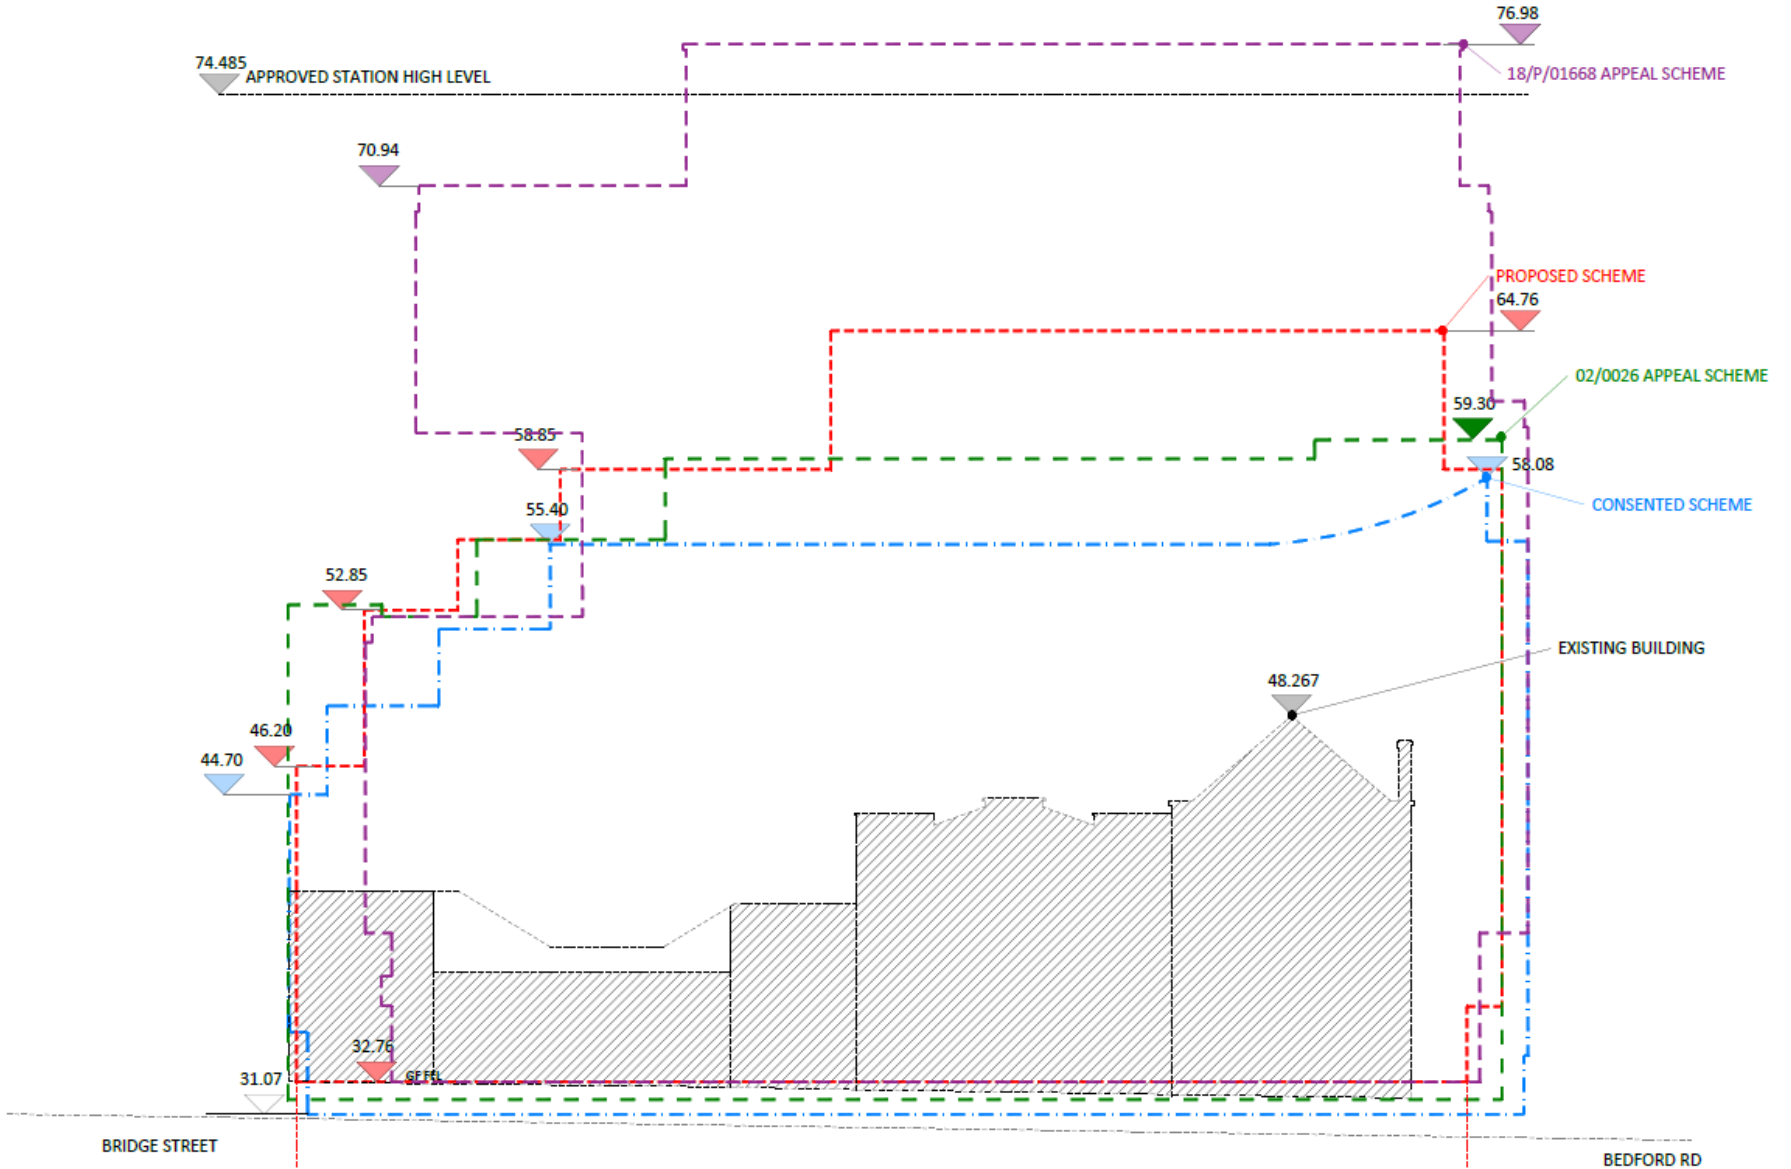 76.98
74.485
APPROVED STATION HIGH LEVEL
18/P/01668 APPEAL SCHEME
70.94
PROPOSED SCHEME
64.76
02/0026 APPEAL SCHEME
59.30
58.85
58.08
CONSENTED SCHEME
55.40
52.85
EXISTING BUILDING
48.267
46.20
44.70
32.76
GF FFL
31.07
BRIDGE STREET
BEDFORD RD